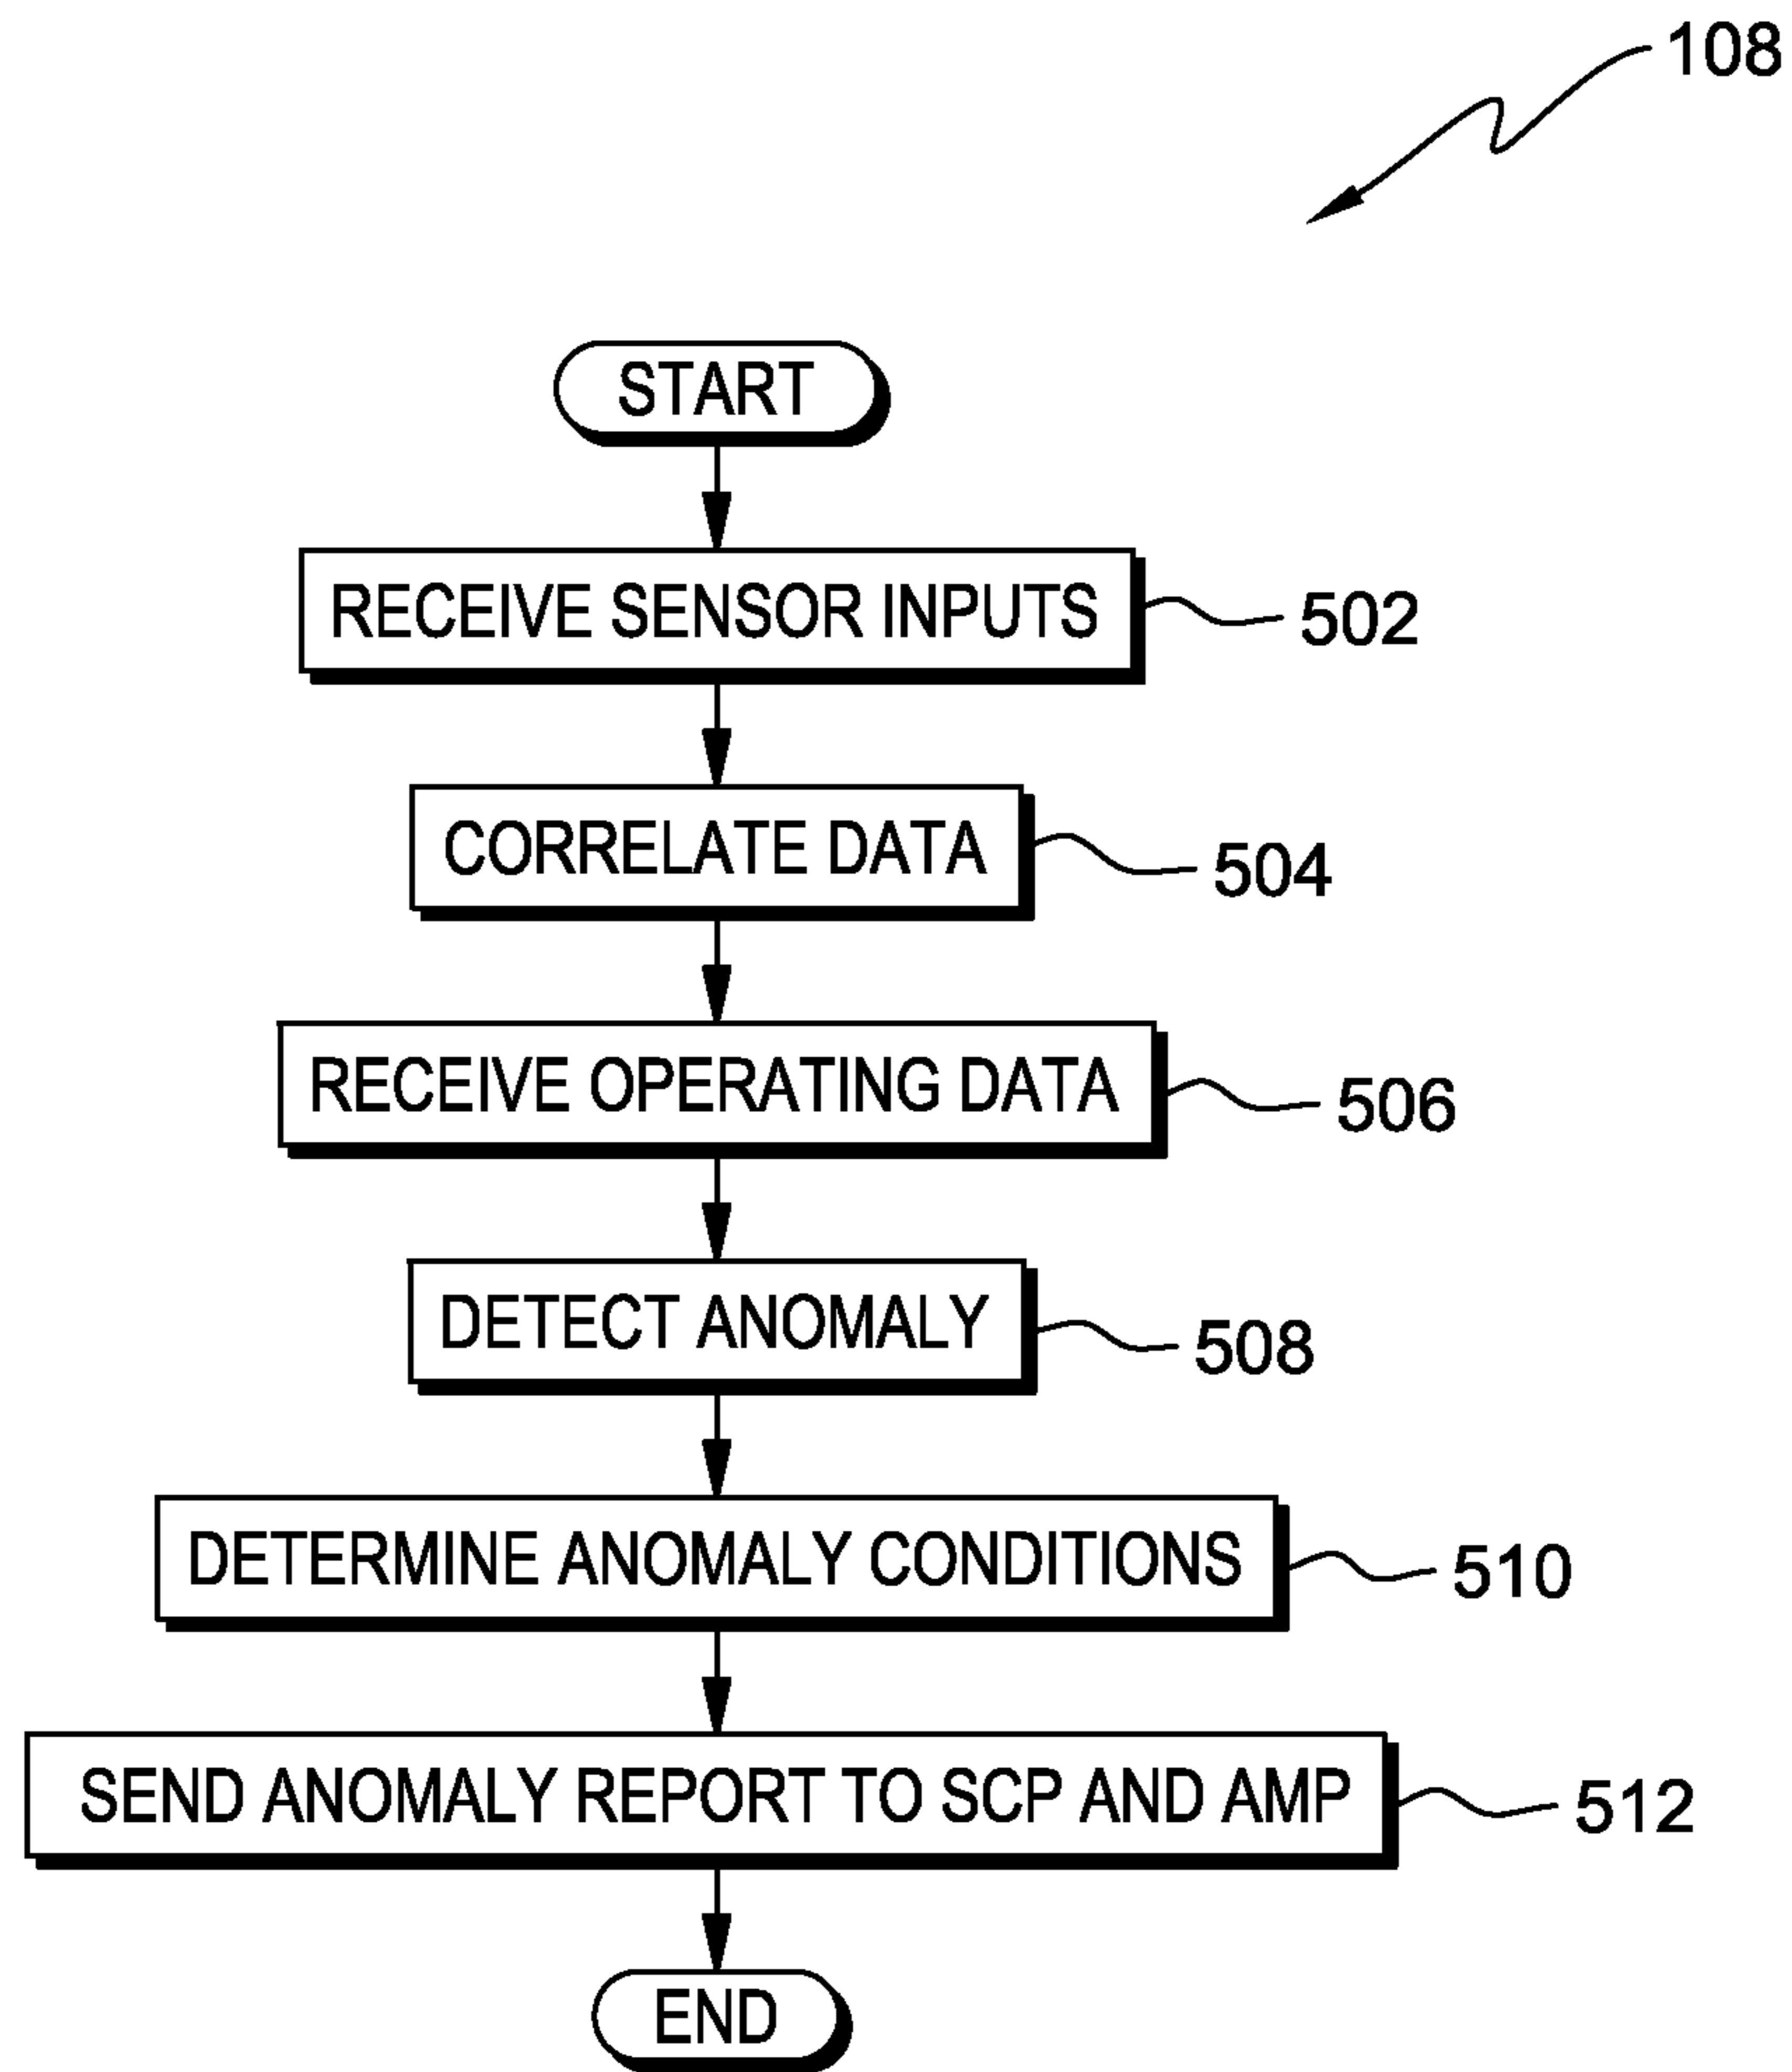 108
START
RECEIVE SENSOR INPUTS
502
CORRELATE DATA
504
RECEIVE OPERATING DATA
506
DETECT ANOMALY
508
DETERMINE ANOMALY CONDITIONS
510
SEND ANOMALY REPORT TO SCP AND AMP
512
END